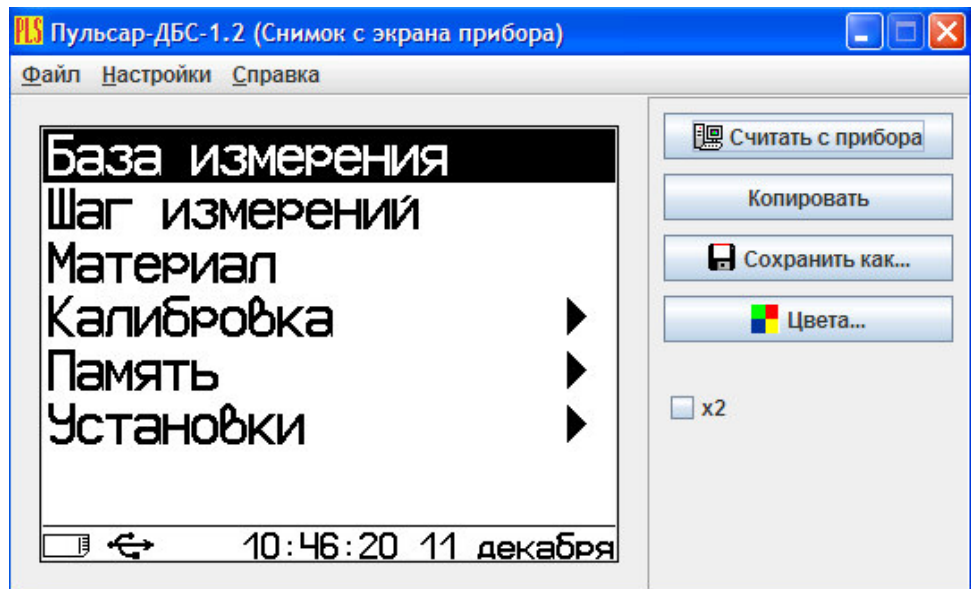 PLS Пульсар-ДБС-1.2 (Снимок с экрана прибора)
Файл Настройки Справка
База измерения
Шаг измерений
Материал
Калибровка
Память
Установки
10:46:20 11 декабря
Считать с прибора
Копировать
Сохранить как...
Цвета...
x2